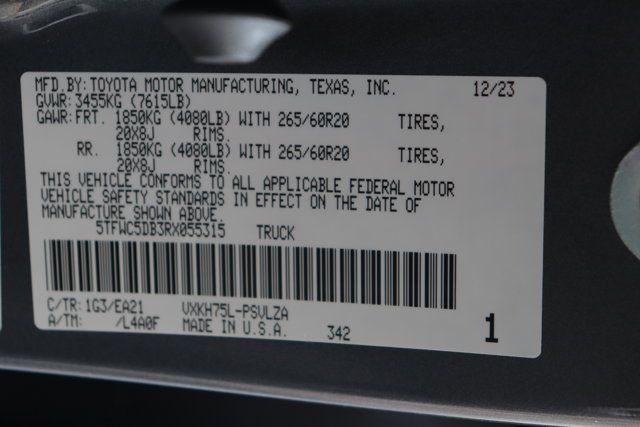 MFD.BY:TOYOTA MOTOR MANUFACTURING, TEXAS, INC. 12/23
GVWR:3455KG (7615LB)
GAWR:FRT. 1850KG (4080LB) WITH 265/60R20 TIRES,
20X8J RIMS.
RR. 1850KG (4080LB) WITH 265/60R20 TIRES,
20X8J RIMS.
THIS VEHICLE CONFORMS TO ALL APPLICABLE FEDERAL MOTOR
VEHICLE SAFETY STANDARDS IN EFFECT ON THE DATE OF
MANUFACTURE SHOWN ABOVE.
5TFWC5DB3RX055315 TRUCK
C/TR:1G3/EA21 VXKH75L-PSVLZA
A/TM: /L4A0F MADE IN U.S.A. 342 1